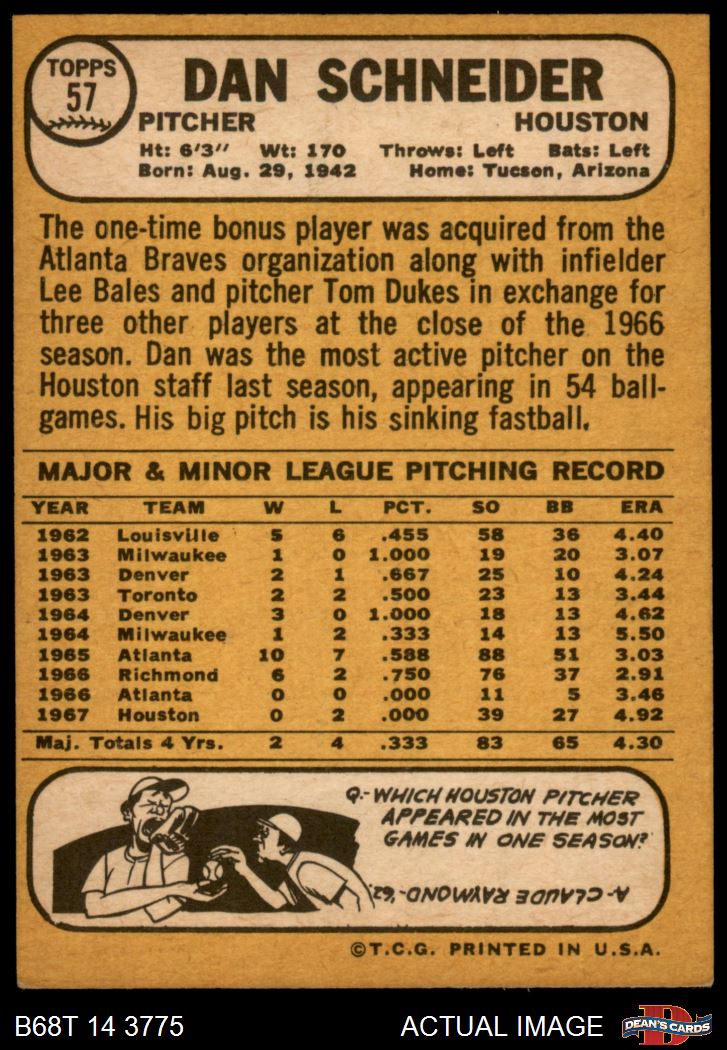 TOPPS
57
DAN SCHNEIDER
PITCHER HOUSTON
Ht: 6'3" Wt: 170 Throws: Left Bats: Left
Born: Aug. 29, 1942 Home: Tucson, Arizona
The one-time bonus player was acquired from the
Atlanta Braves organization along with infielder
Lee Bales and pitcher Tom Dukes in exchange for
three other players at the close of the 1966
season. Dan was the most active pitcher on the
Houston staff last season, appearing in 54 ball-
games. His big pitch is his sinking fastball.
MAJOR & MINOR LEAGUE PITCHING RECORD
YEAR TEAM W L PCT. SO BB ERA
1962 Louisville 5 6 .455 58 36 4.40
1963 Milwaukee 1 0 1.000 19 20 3.07
1963 Denver 2 1 .667 25 10 4.24
1963 Toronto 2 2 .500 23 13 3.44
1964 Denver 3 0 1.000 18 13 4.62
1964 Milwaukee 1 2 .333 14 13 5.50
1965 Atlanta 10 7 .588 88 51 3.03
1966 Richmond 6 2 .750 76 37 2.91
1966 Atlanta 0 0 .000 11 5 3.46
1967 Houston 0 2 .000 39 27 4.92
Maj. Totals 4 Yrs. 2 4 .333 83 65 4.30
Q.- WHICH HOUSTON PITCHER
APPEARED IN THE MOST
GAMES IN ONE SEASON?
A- CLAUDE RAYMOND -'62.
©T.C.G. PRINTED IN U.S.A.
B68T 14 3775 ACTUAL IMAGE
D
DEAN'S CARDS